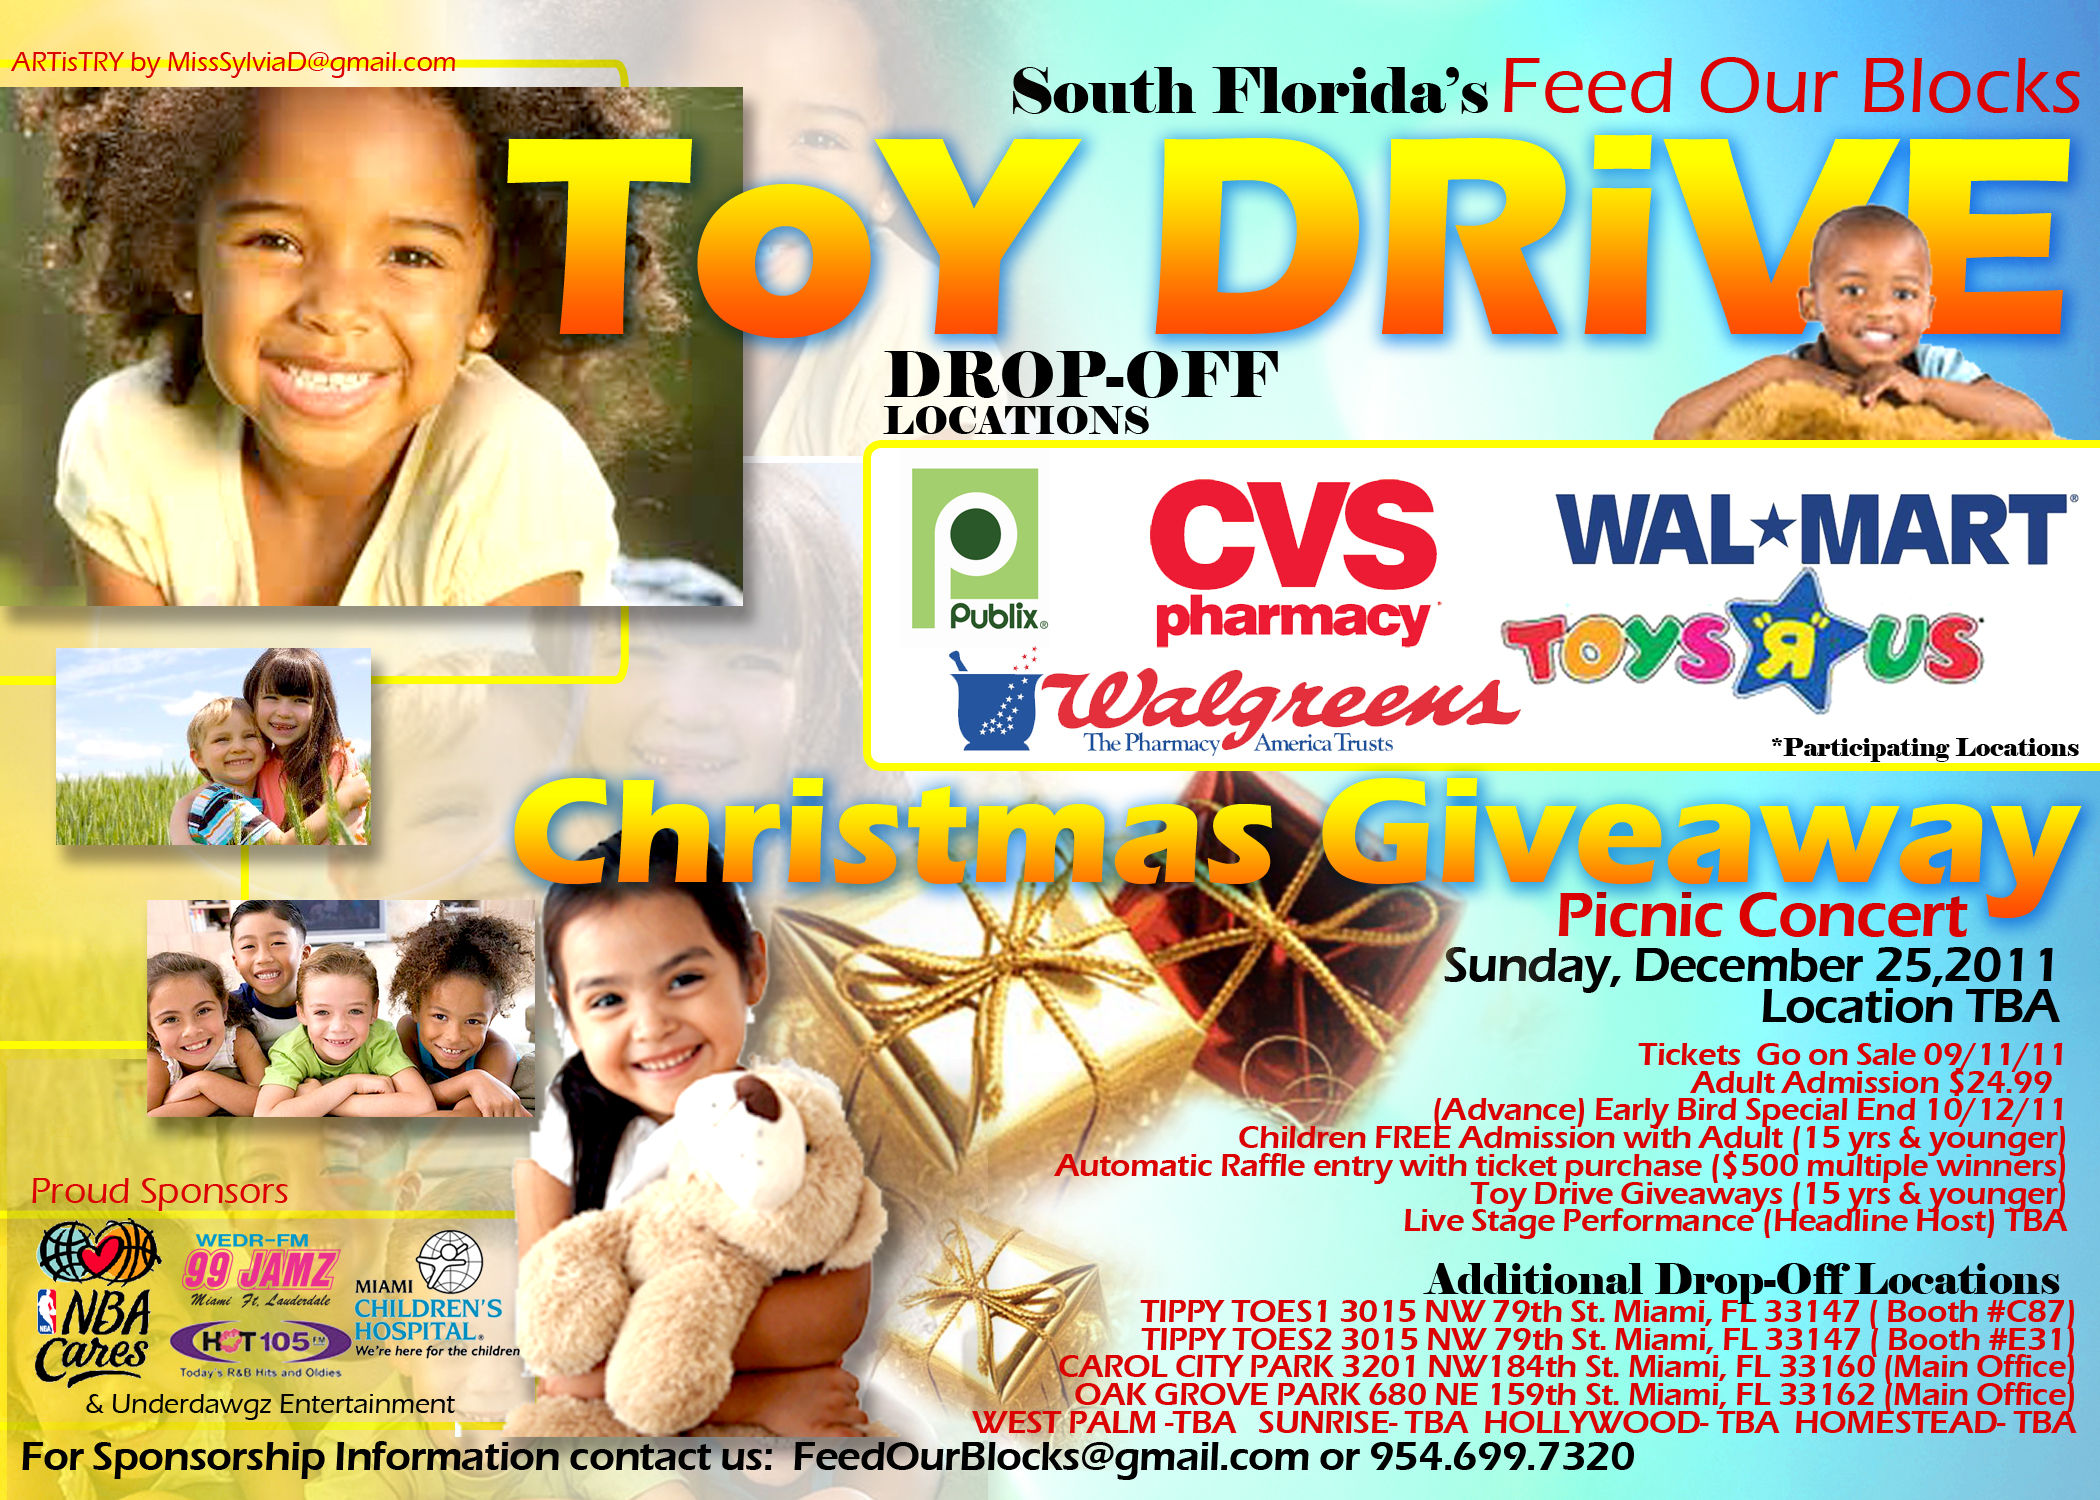 ARTisTRY by MissSylviaD@gmail.com
South Florida's Feed Our Blocks
ToY DRiVE
DROP-OFF
LOCATIONS
Publix®
CVS
pharmacy
WAL★MART®
TOYS "R" US
Walgreens
The Pharmacy America Trusts
*Participating Locations
Christmas Giveaway
Picnic Concert
Sunday, December 25,2011
Location TBA
Tickets Go on Sale 09/11/11
Adult Admission $24.99
(Advance) Early Bird Special End 10/12/11
Children FREE Admission with Adult (15 yrs & younger)
Automatic Raffle entry with ticket purchase ($500 multiple winners)
Toy Drive Giveaways (15 yrs & younger)
Live Stage Performance (Headline Host) TBA
Proud Sponsors
NBA
NBA
Cares
WEDR-FM
99 JAMZ
Miami Ft. Lauderdale
HOT 105 FM
Today's R&B Hits and Oldies
MIAMI
CHILDREN'S
HOSPITAL®
We're here for the children
& Underdawgz Entertainment
Additional Drop-Off Locations
TIPPY TOES1 3015 NW 79th St. Miami, FL 33147 ( Booth #C87)
TIPPY TOES2 3015 NW 79th St. Miami, FL 33147 ( Booth #E31)
CAROL CITY PARK 3201 NW184th St. Miami, FL 33160 (Main Office)
OAK GROVE PARK 680 NE 159th St. Miami, FL 33162 (Main Office)
WEST PALM -TBA SUNRISE- TBA HOLLYWOOD- TBA HOMESTEAD- TBA
For Sponsorship Information contact us: FeedOurBlocks@gmail.com or 954.699.7320